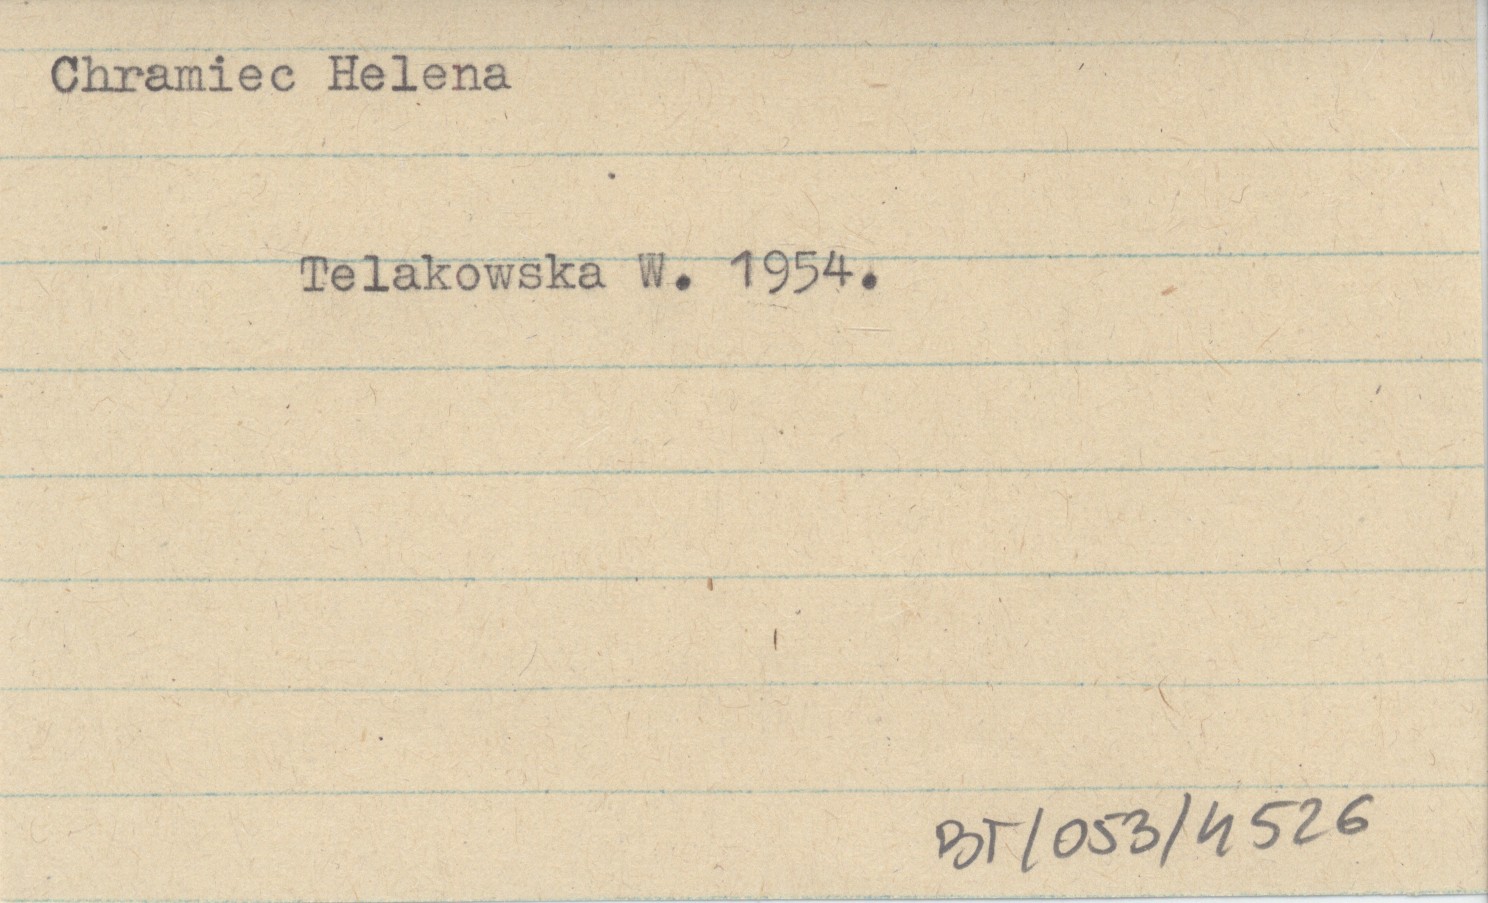 Chramiec Helena
Telakowska W. 1954.
BT/053/4526